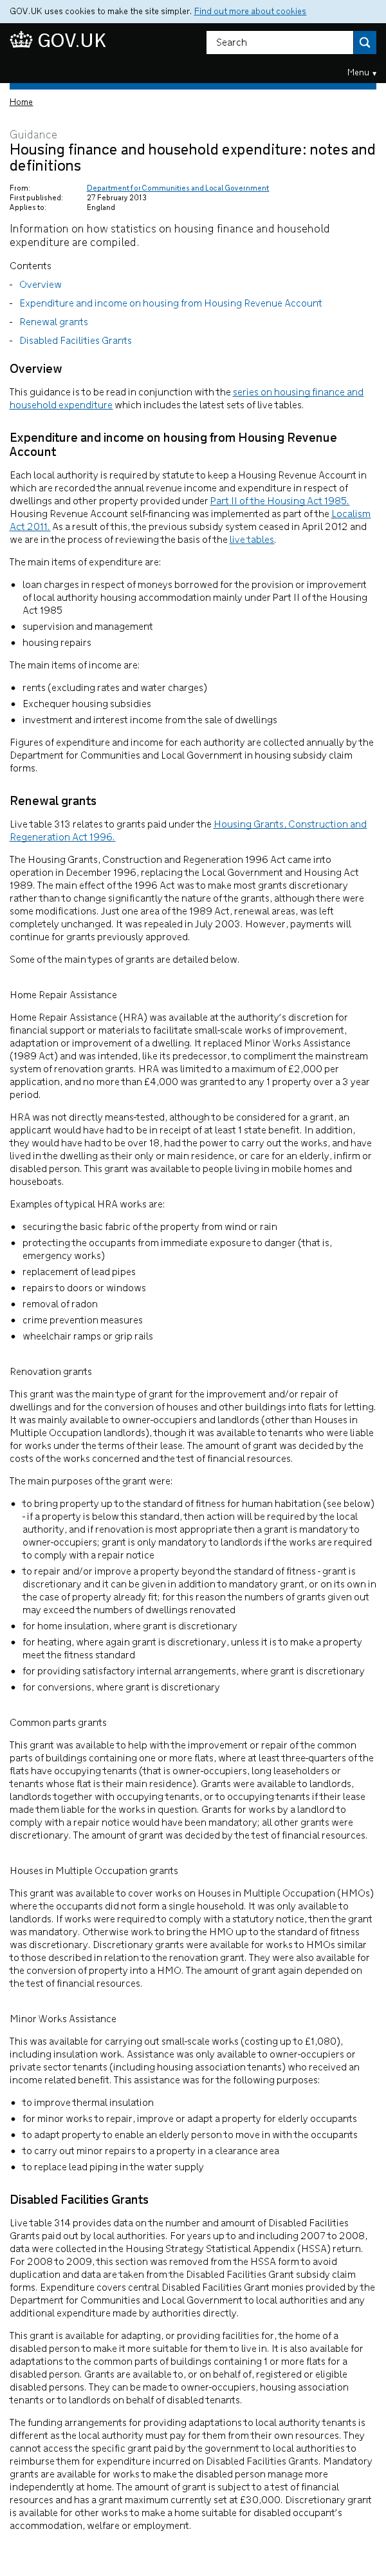 GOV.UK uses cookies to make the site simpler. Find out more about cookies
GOV.UK
Search
Menu ▾
Home
Guidance
Housing finance and household expenditure: notes and
definitions
From: Department for Communities and Local Government
First published: 27 February 2013
Applies to: England
Information on how statistics on housing finance and household
expenditure are compiled.
Contents
- Overview
- Expenditure and income on housing from Housing Revenue Account
- Renewal grants
- Disabled Facilities Grants
Overview
This guidance is to be read in conjunction with the series on housing finance and
household expenditure which includes the latest sets of live tables.
Expenditure and income on housing from Housing Revenue
Account
Each local authority is required by statute to keep a Housing Revenue Account in
which are recorded the annual revenue income and expenditure in respect of
dwellings and other property provided under Part II of the Housing Act 1985.
Housing Revenue Account self-financing was implemented as part of the Localism
Act 2011. As a result of this, the previous subsidy system ceased in April 2012 and
we are in the process of reviewing the basis of the live tables.
The main items of expenditure are:
• loan charges in respect of moneys borrowed for the provision or improvement
of local authority housing accommodation mainly under Part II of the Housing
Act 1985
• supervision and management
• housing repairs
The main items of income are:
• rents (excluding rates and water charges)
• Exchequer housing subsidies
• investment and interest income from the sale of dwellings
Figures of expenditure and income for each authority are collected annually by the
Department for Communities and Local Government in housing subsidy claim
forms.
Renewal grants
Live table 313 relates to grants paid under the Housing Grants, Construction and
Regeneration Act 1996.
The Housing Grants, Construction and Regeneration 1996 Act came into
operation in December 1996, replacing the Local Government and Housing Act
1989. The main effect of the 1996 Act was to make most grants discretionary
rather than to change significantly the nature of the grants, although there were
some modifications. Just one area of the 1989 Act, renewal areas, was left
completely unchanged. It was repealed in July 2003. However, payments will
continue for grants previously approved.
Some of the main types of grants are detailed below.
Home Repair Assistance
Home Repair Assistance (HRA) was available at the authority's discretion for
financial support or materials to facilitate small-scale works of improvement,
adaptation or improvement of a dwelling. It replaced Minor Works Assistance
(1989 Act) and was intended, like its predecessor, to compliment the mainstream
system of renovation grants. HRA was limited to a maximum of £2,000 per
application, and no more than £4,000 was granted to any 1 property over a 3 year
period.
HRA was not directly means-tested, although to be considered for a grant, an
applicant would have had to be in receipt of at least 1 state benefit. In addition,
they would have had to be over 18, had the power to carry out the works, and have
lived in the dwelling as their only or main residence, or care for an elderly, infirm or
disabled person. This grant was available to people living in mobile homes and
houseboats.
Examples of typical HRA works are:
• securing the basic fabric of the property from wind or rain
• protecting the occupants from immediate exposure to danger (that is,
emergency works)
• replacement of lead pipes
• repairs to doors or windows
• removal of radon
• crime prevention measures
• wheelchair ramps or grip rails
Renovation grants
This grant was the main type of grant for the improvement and/or repair of
dwellings and for the conversion of houses and other buildings into flats for letting.
It was mainly available to owner-occupiers and landlords (other than Houses in
Multiple Occupation landlords), though it was available to tenants who were liable
for works under the terms of their lease. The amount of grant was decided by the
costs of the works concerned and the test of financial resources.
The main purposes of the grant were:
• to bring property up to the standard of fitness for human habitation (see below)
- if a property is below this standard, then action will be required by the local
authority, and if renovation is most appropriate then a grant is mandatory to
owner-occupiers; grant is only mandatory to landlords if the works are required
to comply with a repair notice
• to repair and/or improve a property beyond the standard of fitness - grant is
discretionary and it can be given in addition to mandatory grant, or on its own in
the case of property already fit; for this reason the numbers of grants given out
may exceed the numbers of dwellings renovated
• for home insulation, where grant is discretionary
• for heating, where again grant is discretionary, unless it is to make a property
meet the fitness standard
• for providing satisfactory internal arrangements, where grant is discretionary
• for conversions, where grant is discretionary
Common parts grants
This grant was available to help with the improvement or repair of the common
parts of buildings containing one or more flats, where at least three-quarters of the
flats have occupying tenants (that is owner-occupiers, long leaseholders or
tenants whose flat is their main residence). Grants were available to landlords,
landlords together with occupying tenants, or to occupying tenants if their lease
made them liable for the works in question. Grants for works by a landlord to
comply with a repair notice would have been mandatory; all other grants were
discretionary. The amount of grant was decided by the test of financial resources.
Houses in Multiple Occupation grants
This grant was available to cover works on Houses in Multiple Occupation (HMOs)
where the occupants did not form a single household. It was only available to
landlords. If works were required to comply with a statutory notice, then the grant
was mandatory. Otherwise work to bring the HMO up to the standard of fitness
was discretionary. Discretionary grants were available for works to HMOs similar
to those described in relation to the renovation grant. They were also available for
the conversion of property into a HMO. The amount of grant again depended on
the test of financial resources.
Minor Works Assistance
This was available for carrying out small-scale works (costing up to £1,080),
including insulation work. Assistance was only available to owner-occupiers or
private sector tenants (including housing association tenants) who received an
income related benefit. This assistance was for the following purposes:
• to improve thermal insulation
• for minor works to repair, improve or adapt a property for elderly occupants
• to adapt property to enable an elderly person to move in with the occupants
• to carry out minor repairs to a property in a clearance area
• to replace lead piping in the water supply
Disabled Facilities Grants
Live table 314 provides data on the number and amount of Disabled Facilities
Grants paid out by local authorities. For years up to and including 2007 to 2008,
data were collected in the Housing Strategy Statistical Appendix (HSSA) return.
For 2008 to 2009, this section was removed from the HSSA form to avoid
duplication and data are taken from the Disabled Facilities Grant subsidy claim
forms. Expenditure covers central Disabled Facilities Grant monies provided by the
Department for Communities and Local Government to local authorities and any
additional expenditure made by authorities directly.
This grant is available for adapting, or providing facilities for, the home of a
disabled person to make it more suitable for them to live in. It is also available for
adaptations to the common parts of buildings containing 1 or more flats for a
disabled person. Grants are available to, or on behalf of, registered or eligible
disabled persons. They can be made to owner-occupiers, housing association
tenants or to landlords on behalf of disabled tenants.
The funding arrangements for providing adaptations to local authority tenants is
different as the local authority must pay for them from their own resources. They
cannot access the specific grant paid by the government to local authorities to
reimburse them for expenditure incurred on Disabled Facilities Grants. Mandatory
grants are available for works to make the disabled person manage more
independently at home. The amount of grant is subject to a test of financial
resources and has a grant maximum currently set at £30,000. Discretionary grant
is available for other works to make a home suitable for disabled occupant's
accommodation, welfare or employment.